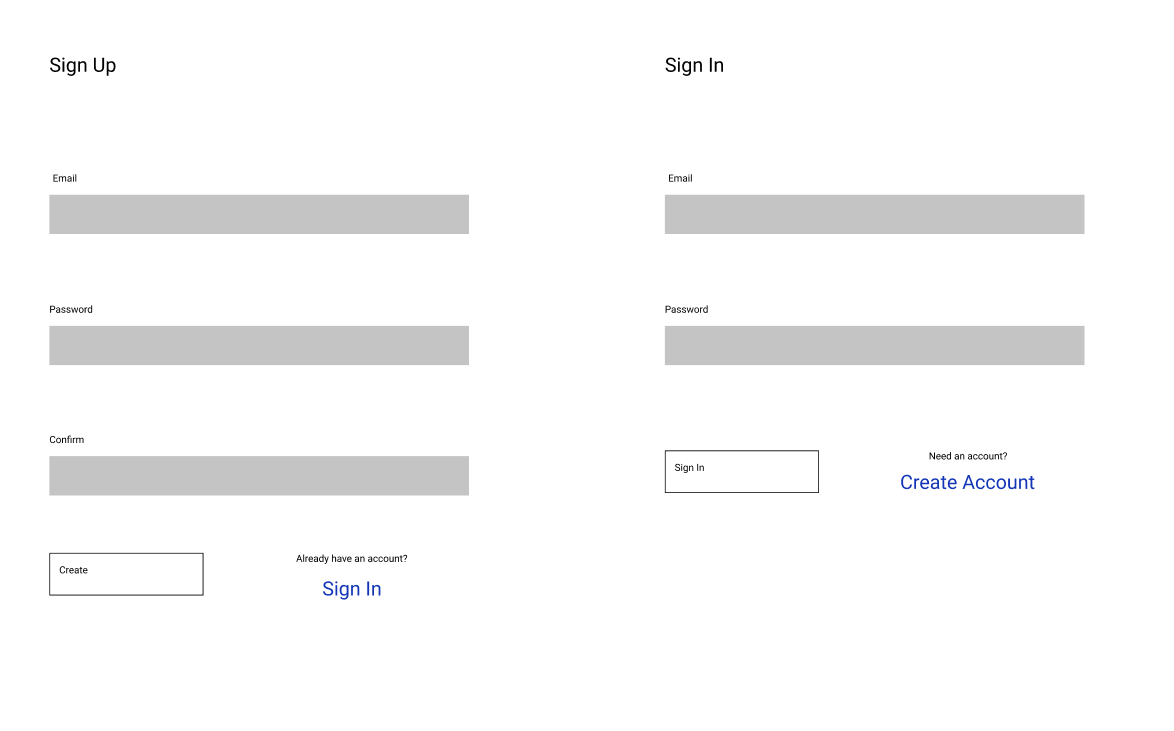 Sign Up
Email
Password
Confirm
Create
Already have an account?
Sign In
Sign In
Email
Password
Sign In
Need an account?
Create Account